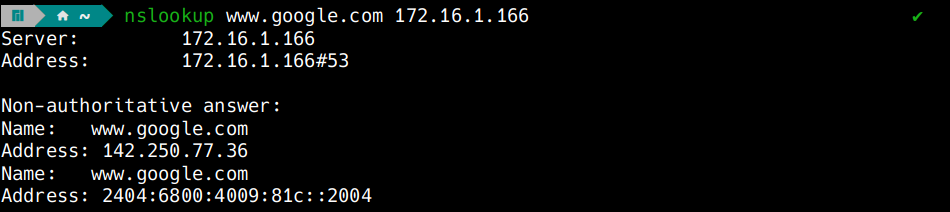 ~ nslookup www.google.com 172.16.1.166 ✔
Server:         172.16.1.166
Address:        172.16.1.166#53

Non-authoritative answer:
Name:   www.google.com
Address: 142.250.77.36
Name:   www.google.com
Address: 2404:6800:4009:81c::2004